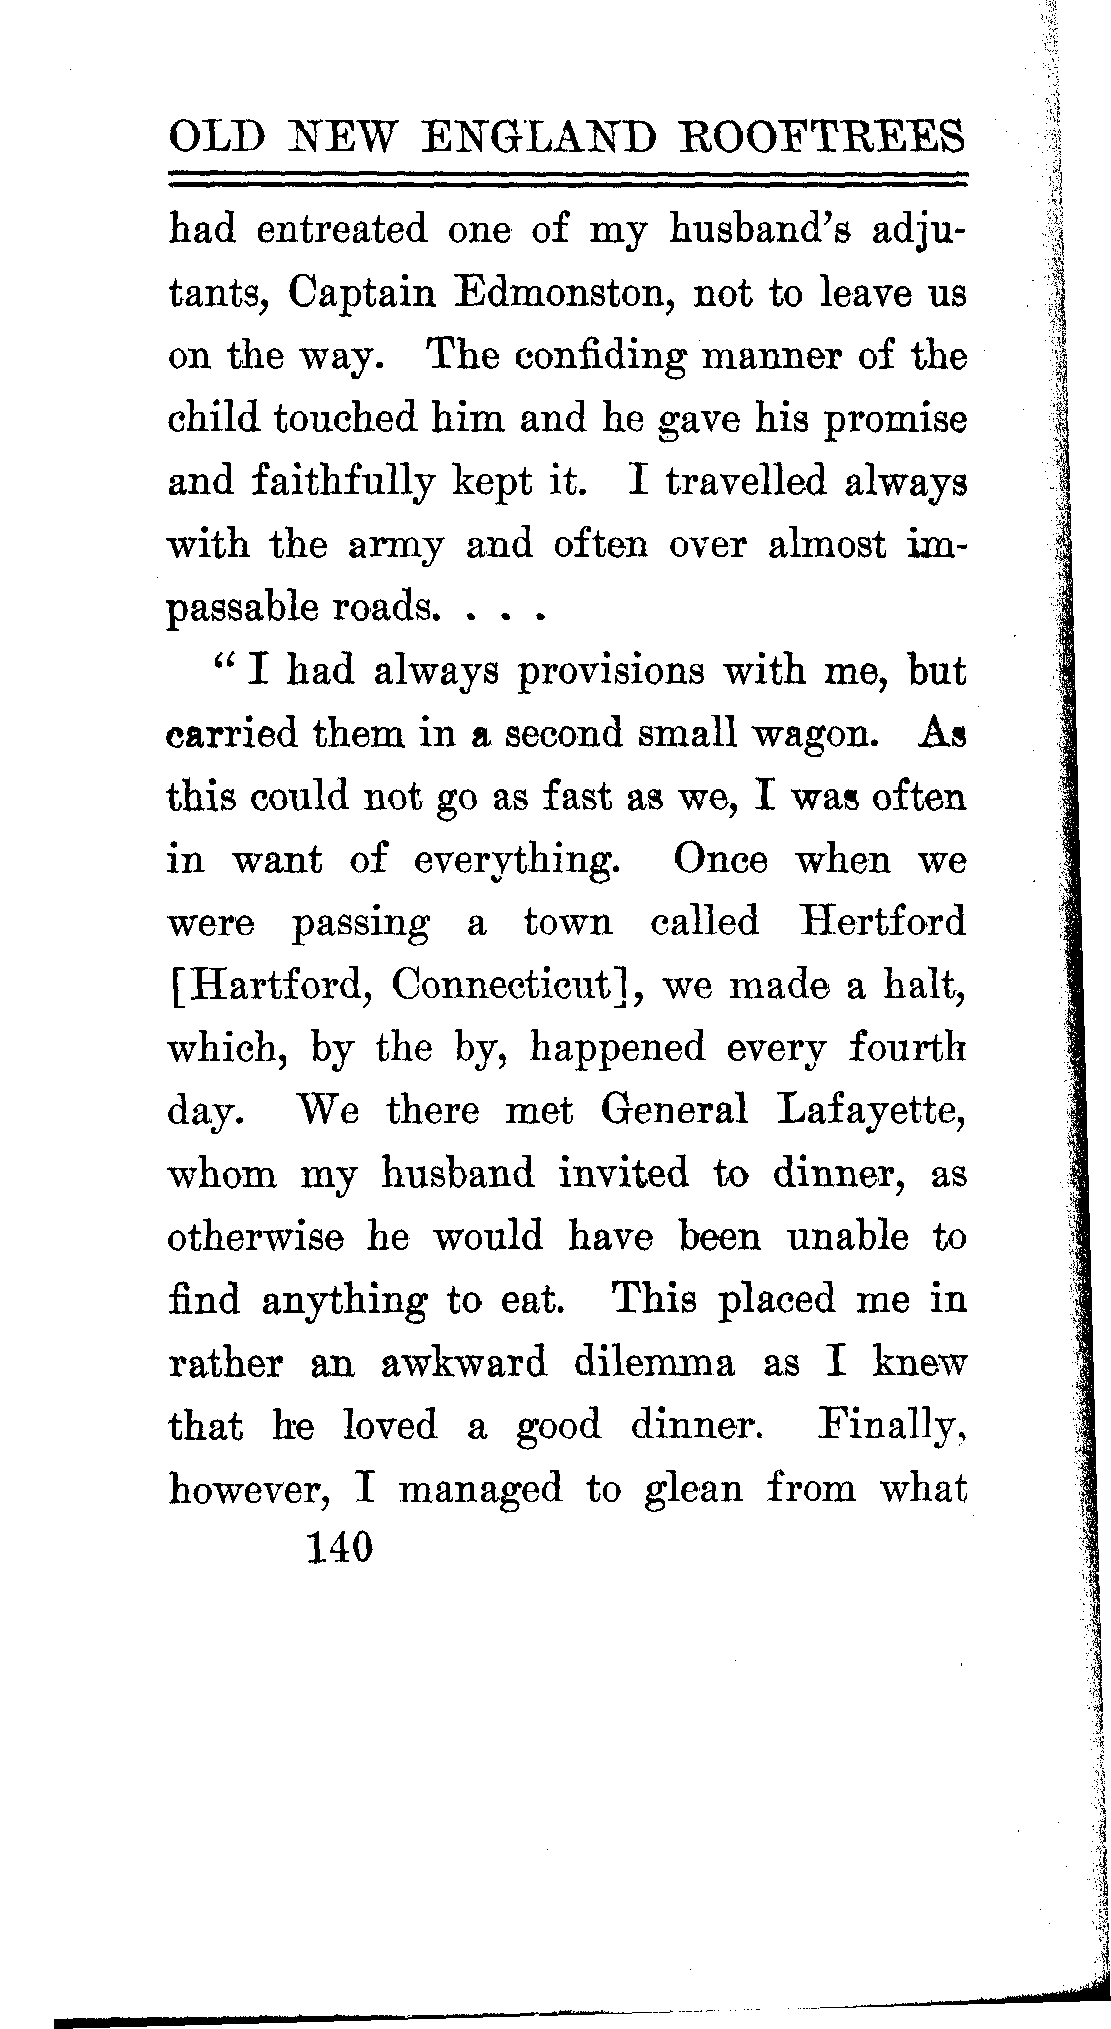 OLD NEW ENGLAND ROOFTREES
had entreated one of my husband's adju-
tants, Captain Edmonston, not to leave us
on the way. The confiding manner of the
child touched him and he gave his promise
and faithfully kept it. I travelled always
with the army and often over almost im-
passable roads. . . .
" I had always provisions with me, but
carried them in a second small wagon. As
this could not go as fast as we, I was often
in want of everything. Once when we
were passing a town called Hertford
[Hartford, Connecticut], we made a halt,
which, by the by, happened every fourth
day. We there met General Lafayette,
whom my husband invited to dinner, as
otherwise he would have been unable to
find anything to eat. This placed me in
rather an awkward dilemma as I knew
that he loved a good dinner. Finally,
however, I managed to glean from what
140